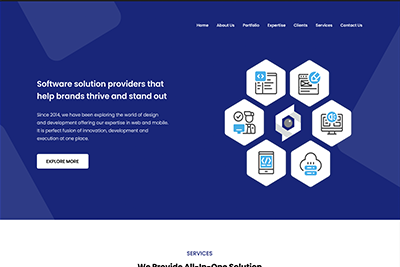 Home About Us Portfolio Expertise Clients Services Contact Us
Software solution providers that
help brands thrive and stand out
Since 2014, we have been exploring the world of design
and development offering our expertise in web and mobile.
It is perfect fusion of innovation, development and
execution at one place.
EXPLORE MORE
SERVICES
We Provide All-In-One Solution